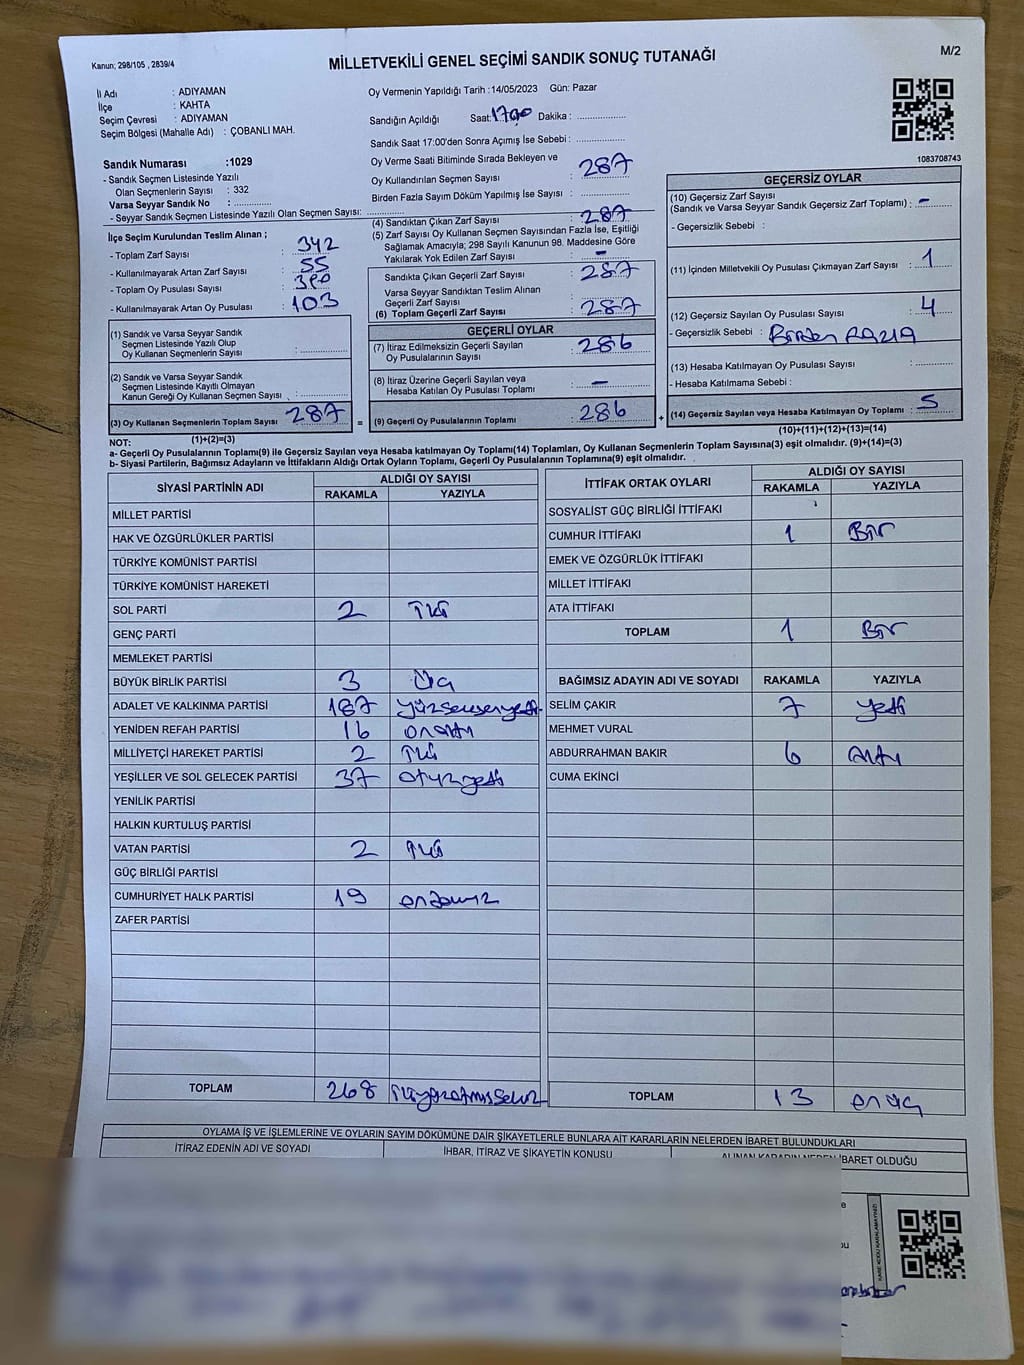 Kanun; 298/105 , 2839/4
MİLLETVEKİLİ GENEL SEÇİMİ SANDIK SONUÇ TUTANAĞI
M/2
İl Adı : ADIYAMAN
İlçe : KAHTA
Seçim Çevresi : ADIYAMAN
Seçim Bölgesi (Mahalle Adı) : ÇOBANLI MAH.
Sandık Numarası :1029
- Sandık Seçmen Listesinde Yazılı
Olan Seçmenlerin Sayısı : 332
Varsa Seyyar Sandık No : ..............
- Seyyar Sandık Seçmen Listesinde Yazılı Olan Seçmen Sayısı: ..............
İlçe Seçim Kurulundan Teslim Alınan ;
- Toplam Zarf Sayısı : 342
- Kullanılmayarak Artan Zarf Sayısı : 55
- Toplam Oy Pusulası Sayısı :
- Kullanılmayarak Artan Oy Pusulası : 103
(1) Sandık ve Varsa Seyyar Sandık
Seçmen Listesinde Yazılı Olup
Oy Kullanan Seçmenlerin Sayısı : ..............
(2) Sandık ve Varsa Seyyar Sandık
Seçmen Listesinde Kayıtlı Olmayan
Kanun Gereği Oy Kullanan Seçmen Sayısı : ..............
(3) Oy Kullanan Seçmenlerin Toplam Sayısı : 287
(1)+(2)=(3)
Oy Vermenin Yapıldığı Tarih :14/05/2023 Gün: Pazar
Sandığın Açıldığı Saat:1700 Dakika : ..............
Sandık Saat 17:00'den Sonra Açımış İse Sebebi : ..............
Oy Verme Saati Bitiminde Sırada Bekleyen ve
Oy Kullandırılan Seçmen Sayısı : 287
Birden Fazla Sayım Döküm Yapılmış İse Sayısı : ..............
(4) Sandıktan Çıkan Zarf Sayısı : 287
(5) Zarf Sayısı Oy Kullanan Seçmen Sayısından Fazla İse, Eşitliği
Sağlamak Amacıyla; 298 Sayılı Kanunun 98. Maddesine Göre
Yakılarak Yok Edilen Zarf Sayısı : -
Sandıkta Çıkan Geçerli Zarf Sayısı : 287
Varsa Seyyar Sandıktan Teslim Alınan
Geçerli Zarf Sayısı : ..............
(6) Toplam Geçerli Zarf Sayısı : 287
GEÇERLİ OYLAR
(7) İtiraz Edilmeksizin Geçerli Sayılan
Oy Pusulalarının Sayısı : 286
(8) İtiraz Üzerine Geçerli Sayılan veya
Hesaba Katılan Oy Pusulası Toplamı : -
= (9) Geçerli Oy Pusulalarının Toplamı : 286 +
1083708743
GEÇERSİZ OYLAR
(10) Geçersiz Zarf Sayısı
(Sandık ve Varsa Seyyar Sandık Geçersiz Zarf Toplamı) : -
- Geçersizlik Sebebi :
(11) İçinden Milletvekili Oy Pusulası Çıkmayan Zarf Sayısı : 1
(12) Geçersiz Sayılan Oy Pusulası Sayısı : 4
- Geçersizlik Sebebi : Birden Fazla
(13) Hesaba Katılmayan Oy Pusulası Sayısı :
- Hesaba Katılmama Sebebi :
(14) Geçersiz Sayılan veya Hesaba Katılmayan Oy Toplamı : 5
(10)+(11)+(12)+(13)=(14)
NOT:
a- Geçerli Oy Pusulalarının Toplamı(9) ile Geçersiz Sayılan veya Hesaba katılmayan Oy Toplamı(14) Toplamları, Oy Kullanan Seçmenlerin Toplam Sayısına(3) eşit olmalıdır. (9)+(14)=(3)
b- Siyasi Partilerin, Bağımsız Adayların ve İttifakların Aldığı Ortak Oyların Toplamı, Geçerli Oy Pusulalarının Toplamına(9) eşit olmalıdır.
SİYASİ PARTİNİN ADI ALDIĞI OY SAYISI
RAKAMLA YAZIYLA
MİLLET PARTİSİ
HAK VE ÖZGÜRLÜKLER PARTİSİ
TÜRKİYE KOMÜNİST PARTİSİ
TÜRKİYE KOMÜNİST HAREKETİ
SOL PARTİ 2 iki
GENÇ PARTİ
MEMLEKET PARTİSİ
BÜYÜK BİRLİK PARTİSİ 3 Üç
ADALET VE KALKINMA PARTİSİ 187 yüzseksenyedi
YENİDEN REFAH PARTİSİ 16 onaltı
MİLLİYETÇİ HAREKET PARTİSİ 2 iki
YEŞİLLER VE SOL GELECEK PARTİSİ 37 otuzyedi
YENİLİK PARTİSİ
HALKIN KURTULUŞ PARTİSİ
VATAN PARTİSİ 2 iki
GÜÇ BİRLİĞİ PARTİSİ
CUMHURİYET HALK PARTİSİ 19 ondokuz
ZAFER PARTİSİ
TOPLAM 268 ikiyüzatmışsekiz
İTTİFAK ORTAK OYLARI ALDIĞI OY SAYISI
RAKAMLA YAZIYLA
SOSYALİST GÜÇ BİRLİĞİ İTTİFAKI
CUMHUR İTTİFAKI 1 Bir
EMEK VE ÖZGÜRLÜK İTTİFAKI
MİLLET İTTİFAKI
ATA İTTİFAKI
TOPLAM 1 Bir
BAĞIMSIZ ADAYIN ADI VE SOYADI RAKAMLA YAZIYLA
SELİM ÇAKIR 7 yedi
MEHMET VURAL
ABDURRAHMAN BAKIR 6 altı
CUMA EKİNCİ
TOPLAM 13 onüç
OYLAMA İŞ VE İŞLEMLERİNE VE OYLARIN SAYIM DÖKÜMÜNE DAİR ŞİKAYETLERLE BUNLARA AİT KARARLARIN NELERDEN İBARET BULUNDUKLARI
İTİRAZ EDENİN ADI VE SOYADI İHBAR, İTİRAZ VE ŞİKAYETİN KONUSU ALINAN KARARIN NEDEN İBARET OLDUĞU